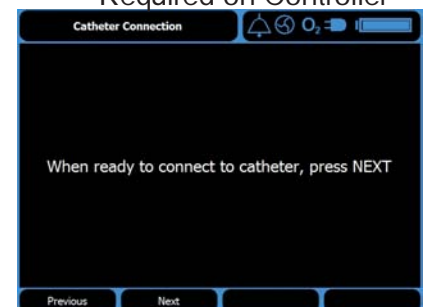 Required on Controller
Catheter Connection
O₂
When ready to connect to catheter, press NEXT
Previous Next